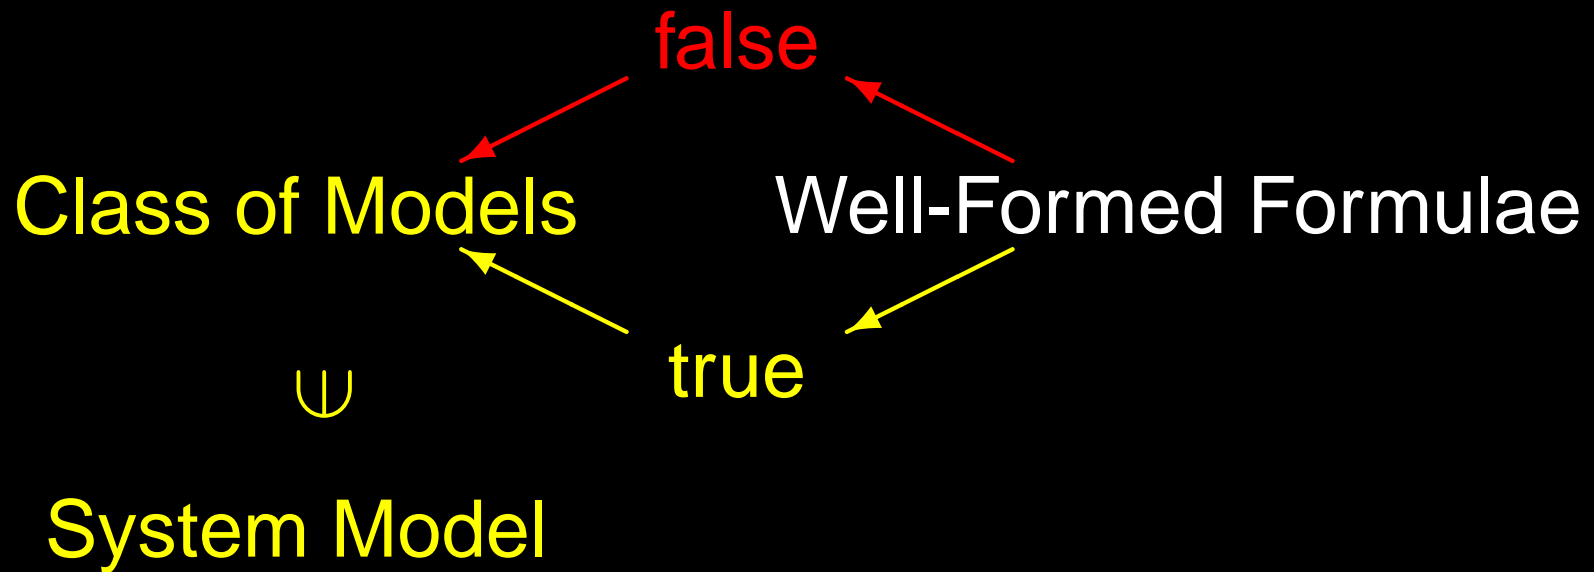 false
Class of Models Well-Formed Formulae
true
∈
System Model